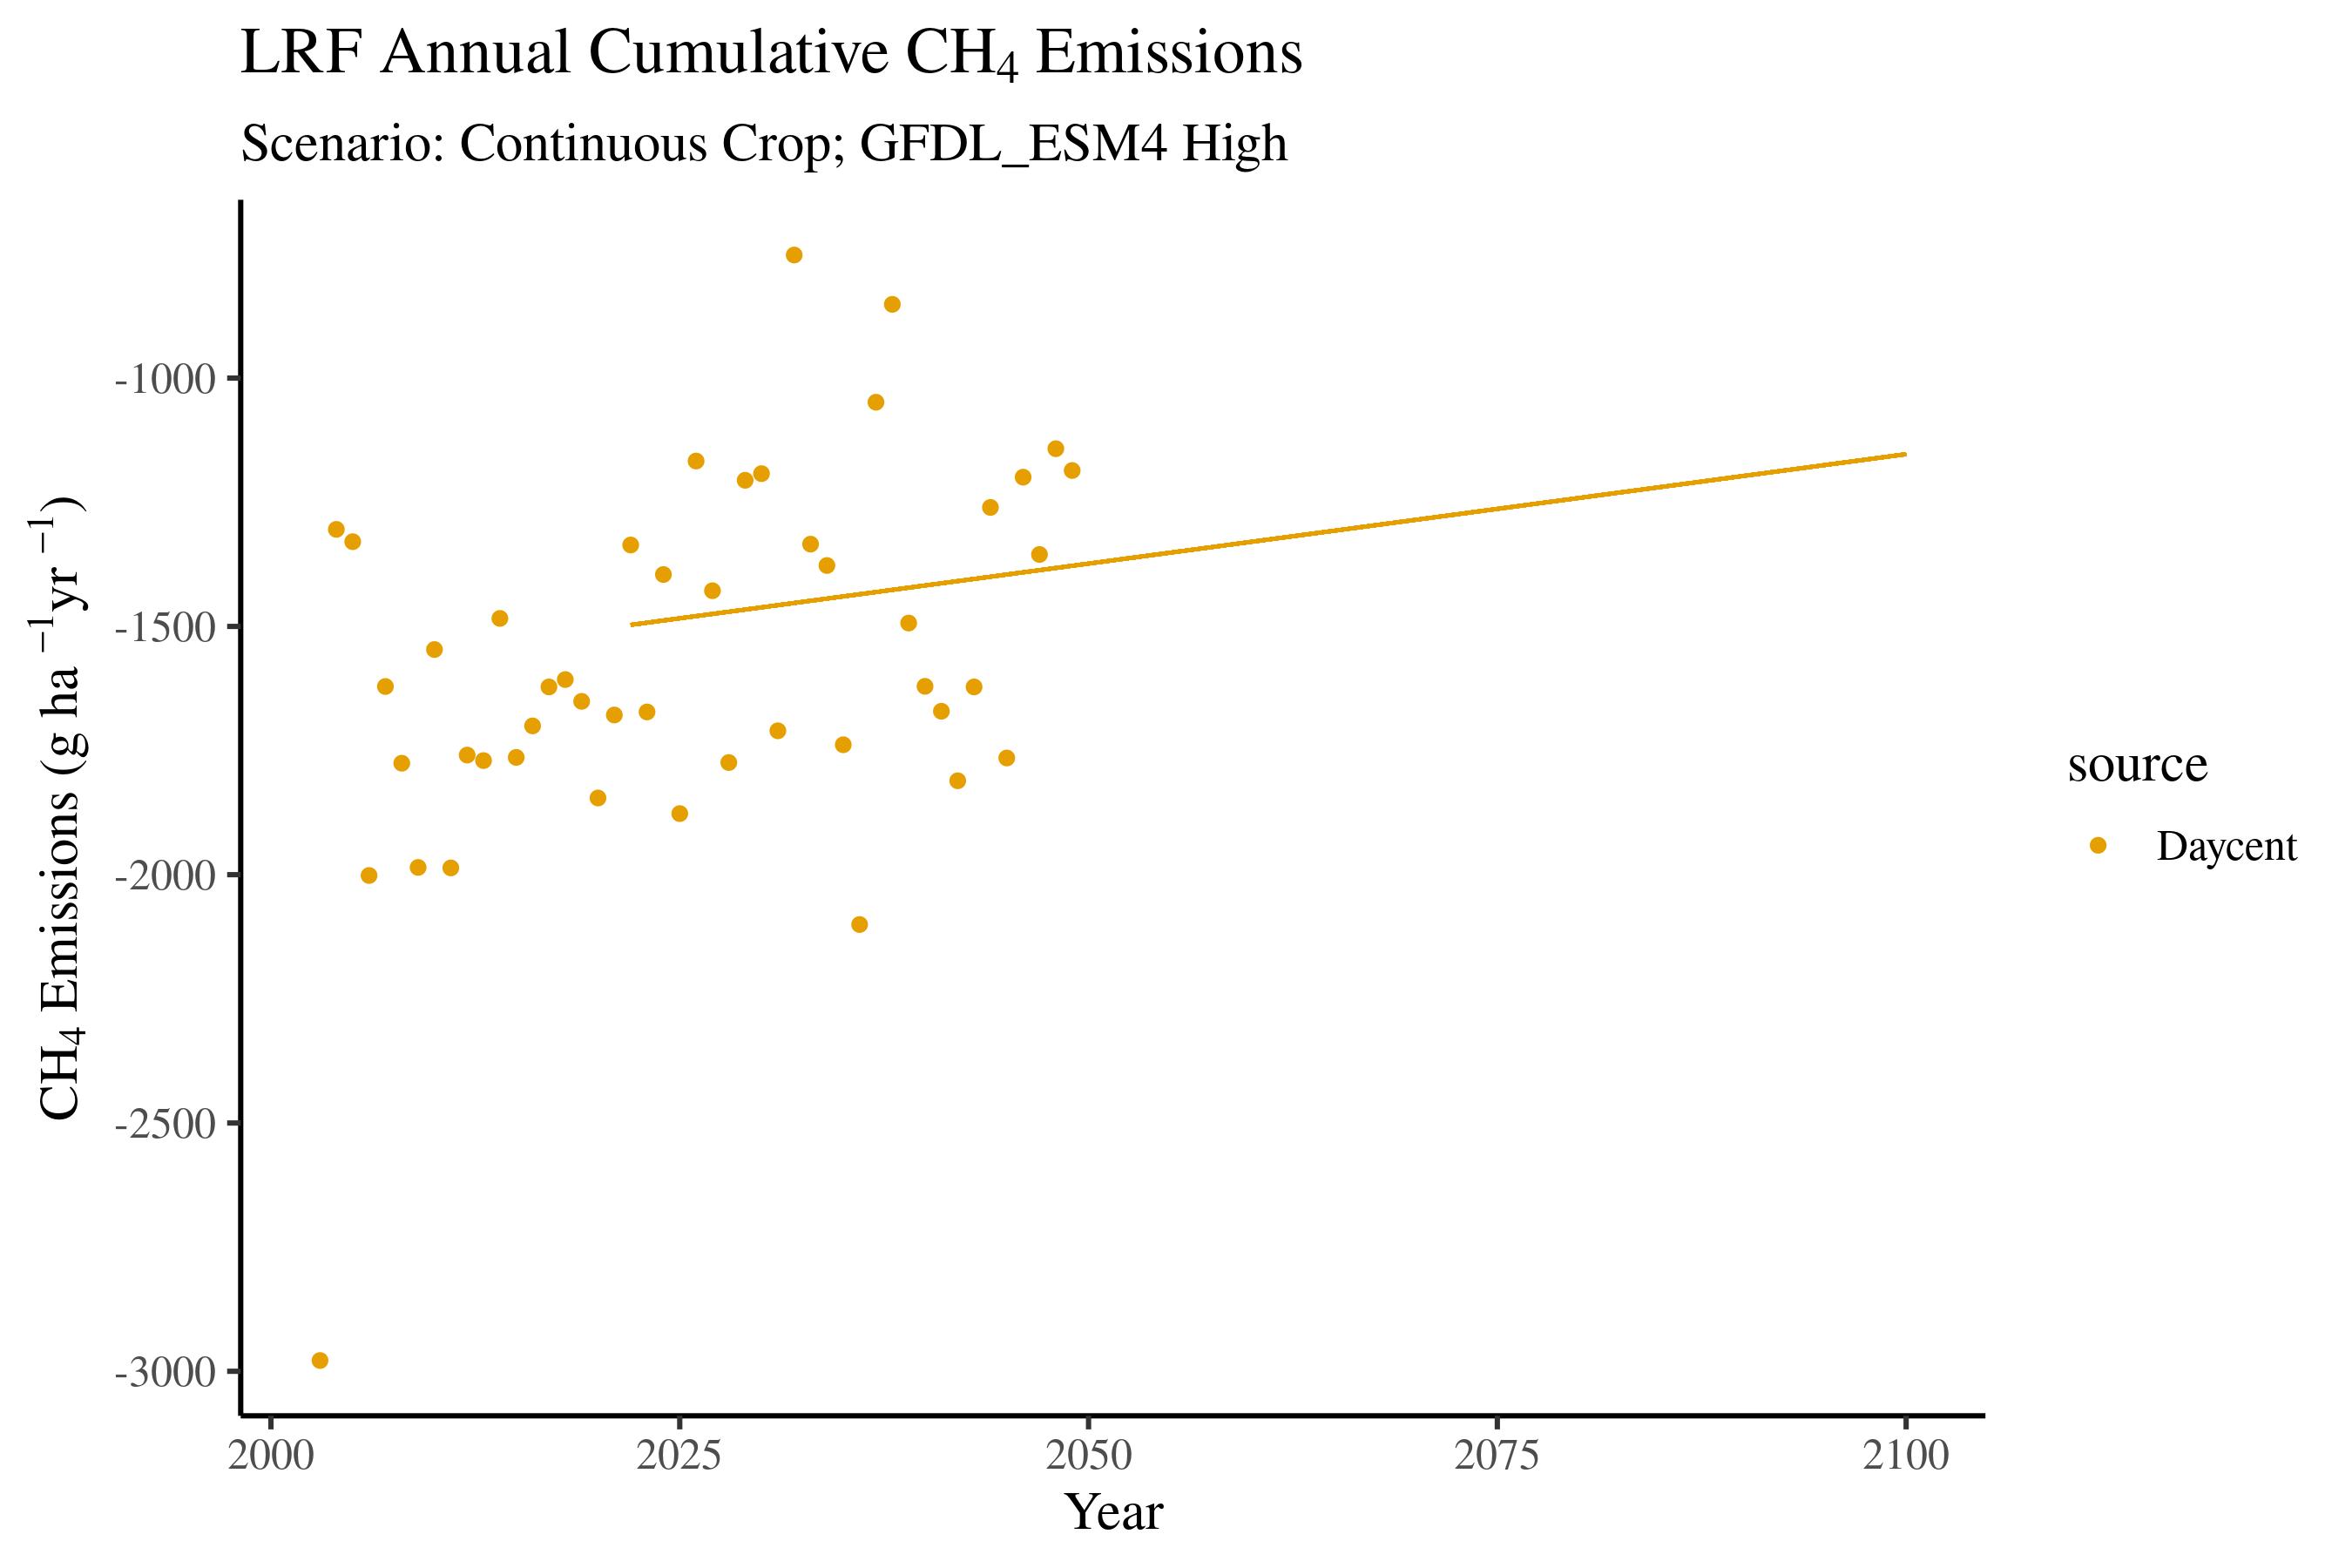 LRF Annual Cumulative CH₄ Emissions
Scenario: Continuous Crop; GFDL_ESM4 High
CH₄ Emissions (g ha ⁻¹yr ⁻¹)
-1000
-1500
-2000
-2500
-3000
2000
2025
2050
2075
2100
Year
source
Daycent